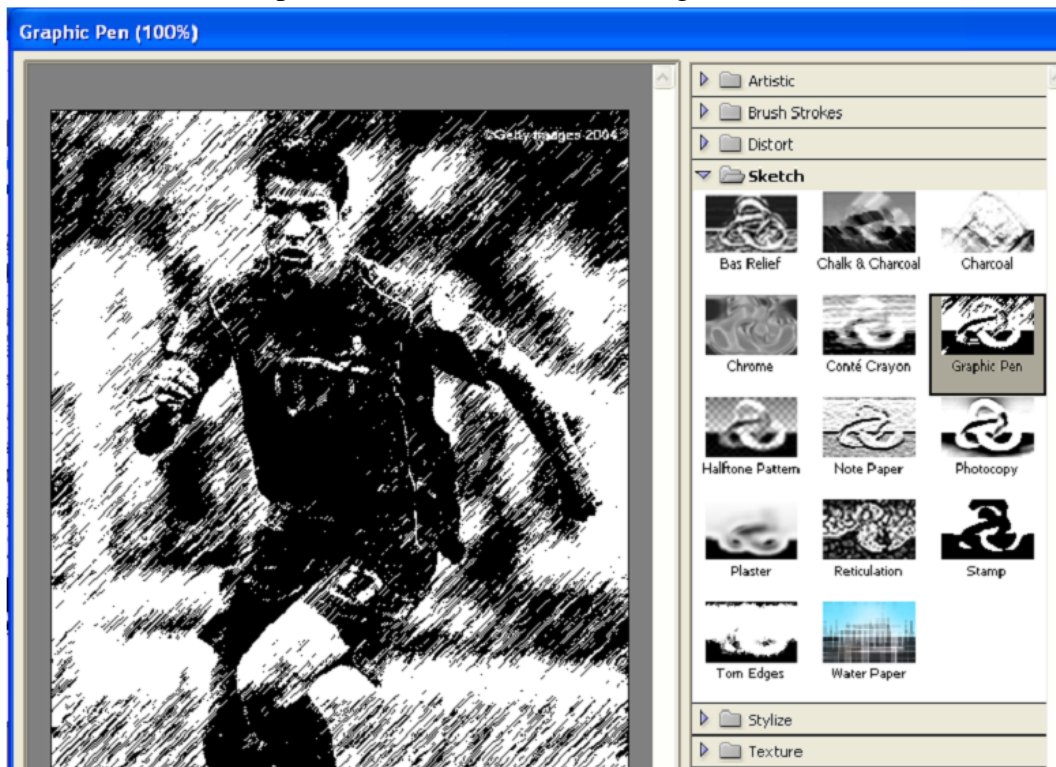 Graphic Pen (100%)
©Getty Images 2004
Artistic
Brush Strokes
Distort
Sketch
Bas Relief
Chalk & Charcoal
Charcoal
Chrome
Conté Crayon
Graphic Pen
Halftone Pattern
Note Paper
Photocopy
Plaster
Reticulation
Stamp
Torn Edges
Water Paper
Stylize
Texture